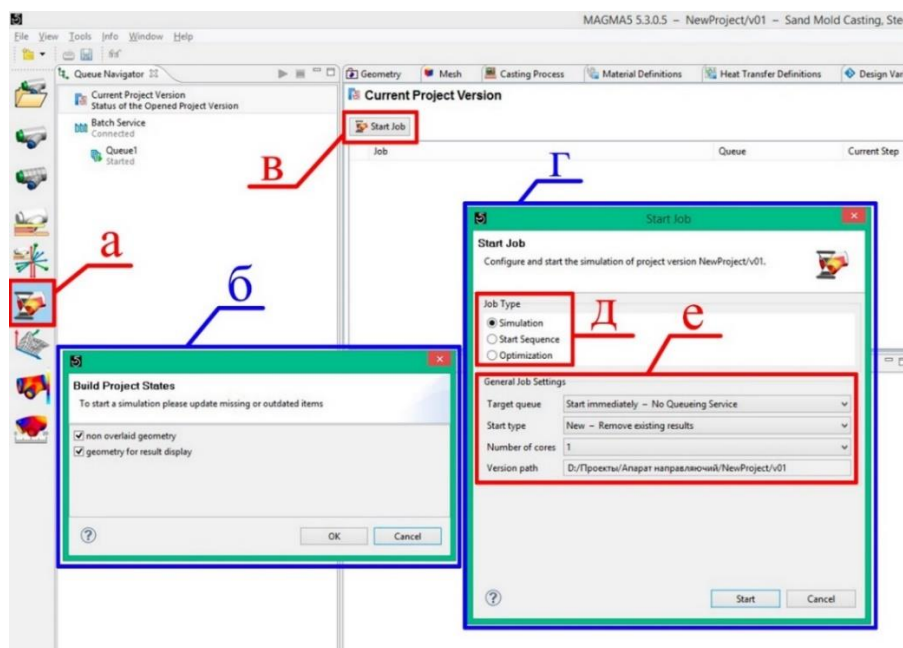 MAGMA5 5.3.0.5 – NewProject/v01 – Sand Mold Casting, Ste
File View Tools Info Window Help
Queue Navigator
Geometry Mesh Casting Process Material Definitions Heat Transfer Definitions Design Var
Current Project Version
Status of the Opened Project Version
Batch Service
Connected
Queue1
Started
Current Project Version
Start Job
Job Queue Current Step
в
г
а
б
Start Job
Start Job
Configure and start the simulation of project version NewProject/v01.
Job Type
Simulation
Start Sequence
Optimization
д
е
General Job Settings
Target queue Start immediately – No Queueing Service
Start type New – Remove existing results
Number of cores 1
Version path D:/Проекты/Апарат направляючий/NewProject/v01
Start Cancel
Build Project States
To start a simulation please update missing or outdated items
non overlaid geometry
geometry for result display
OK Cancel